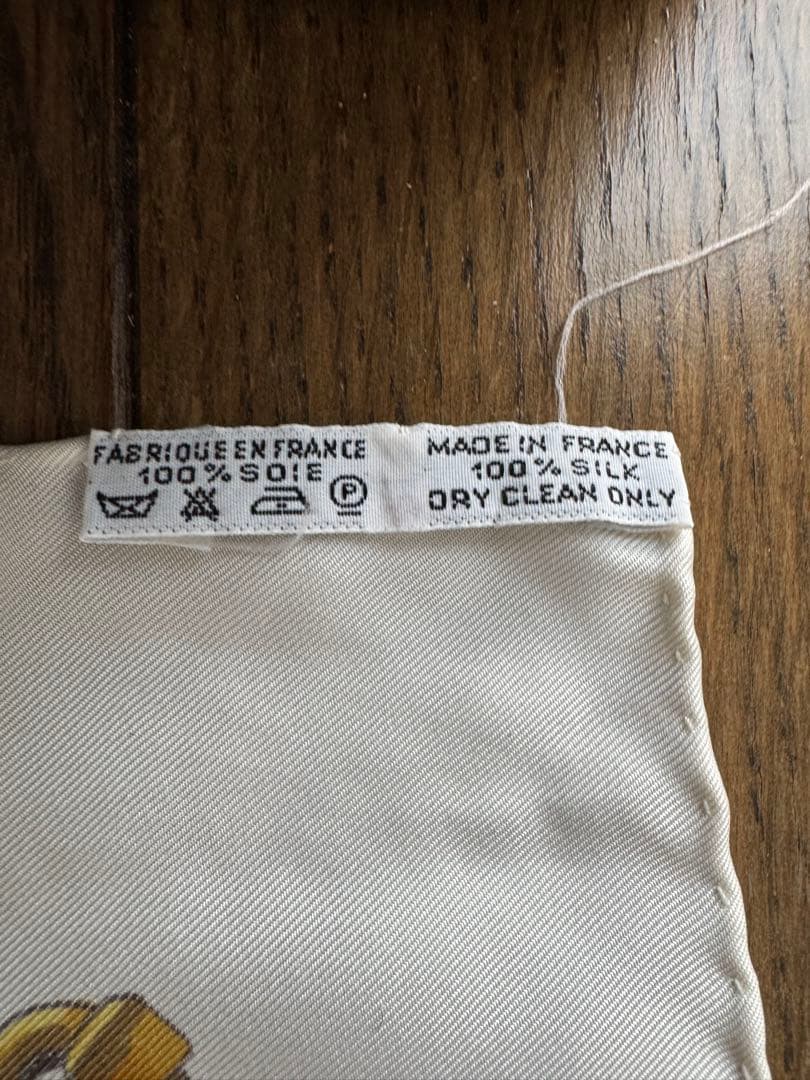 FABRIQUE EN FRANCE
100% SOIE
A
P
MADE IN FRANCE
100% SILK
DRY CLEAN ONLY